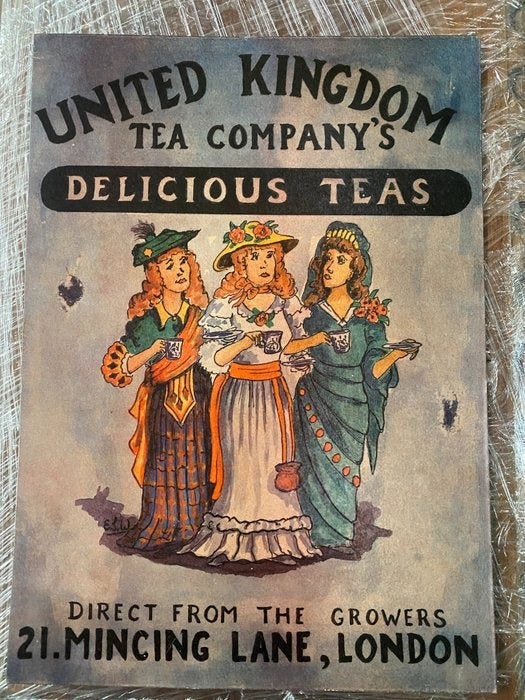 UNITED KINGDOM
TEA COMPANY'S
DELICIOUS TEAS
DIRECT FROM THE GROWERS
21. MINCING LANE, LONDON